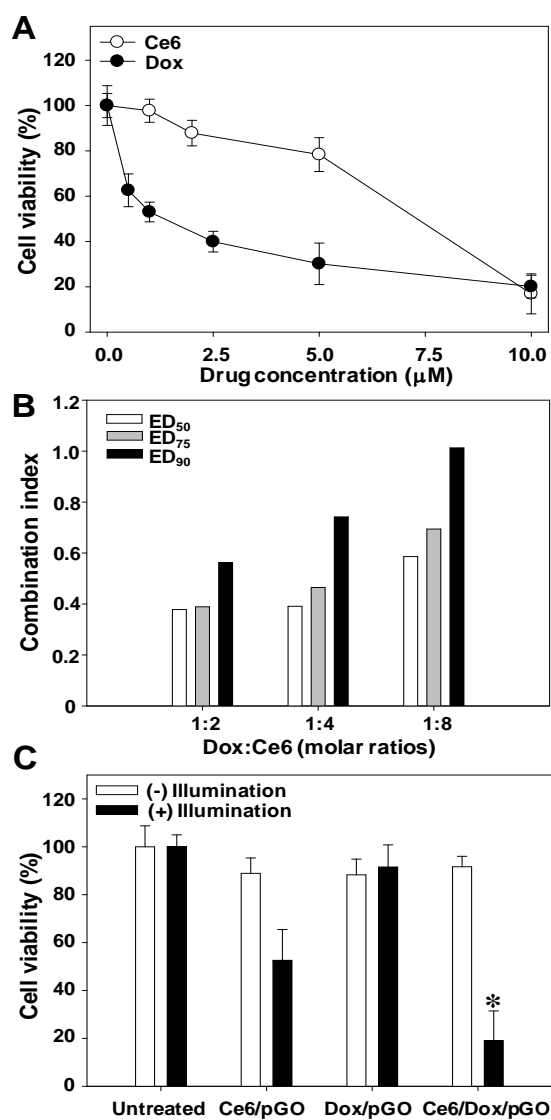 A
Ce6
Dox
Cell viability (%)
120
100
80
60
40
20
0
0.0 2.5 5.0 7.5 10.0
Drug concentration (μM)
B
ED50
ED75
ED90
Combination index
1.2
1.0
0.8
0.6
0.4
0.2
0
1:2 1:4 1:8
Dox:Ce6 (molar ratios)
C
(-) Illumination
(+) Illumination
Cell viability (%)
120
100
80
60
40
20
0
*
Untreated Ce6/pGO Dox/pGO Ce6/Dox/pGO